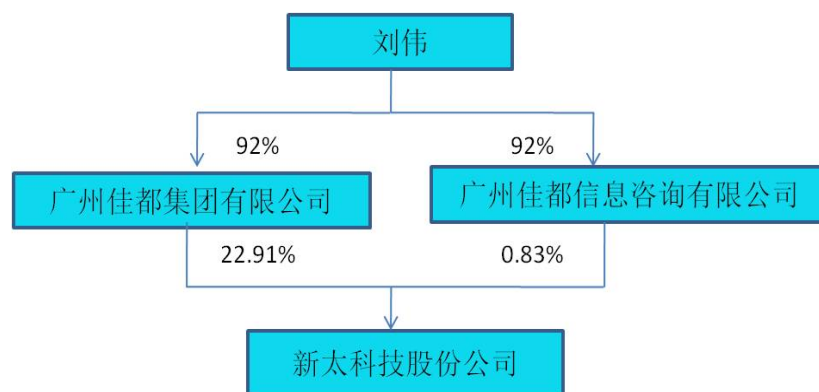 刘伟
92%
92%
广州佳都集团有限公司
广州佳都信息咨询有限公司
22.91%
0.83%
新太科技股份公司